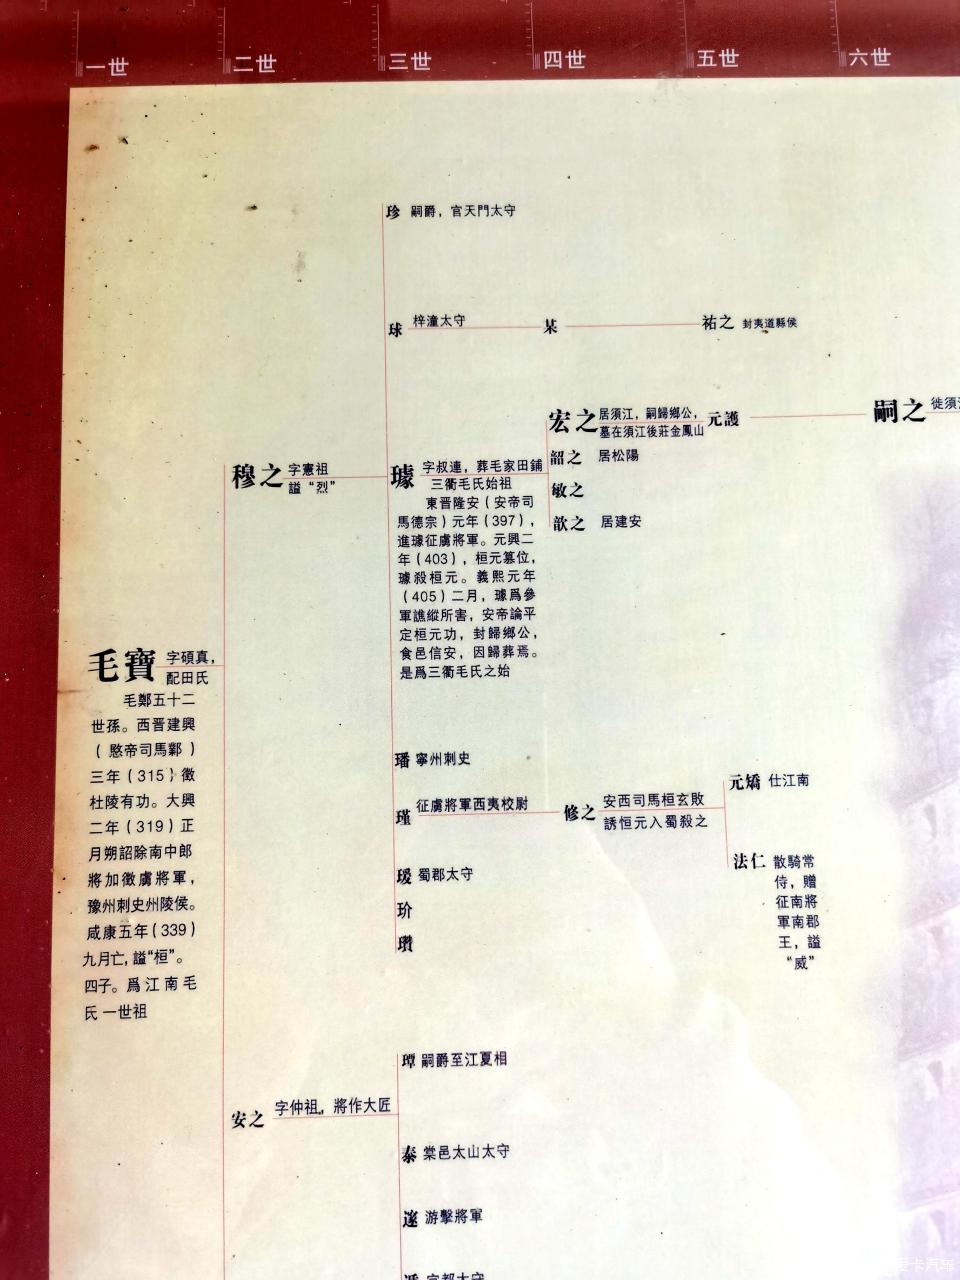 一世
二世
三世
四世
五世
六世
珍 嗣爵，官天門太守
球 梓潼太守
某
祐之 封夷道縣侯
宏之 居須江，嗣歸鄉公，
墓在須江後莊金鳳山
元護
嗣之
韶之 居松陽
敏之
歆之 居建安
穆之 字憲祖
謚“烈”
璩 字叔連，葬毛家田鋪
三衢毛氏始祖
東晋隆安（安帝司
馬德宗）元年（397），
進璩征虜將軍。元興二
年（403），桓元篡位，
璩殺桓元。義熙元年
（405）二月，璩爲參
軍譙縱所害，安帝論平
定桓元功，封歸鄉公，
食邑信安，因歸葬焉。
是爲三衢毛氏之始
毛寶 字碩真，
配田氏
毛鄭五十二
世孫。西晋建興
（愍帝司馬鄴）
三年（315）徵
杜陵有功。大興
二年（319）正
月朔詔除南中郎
將加徵虜將軍，
豫州刺史州陵侯。
咸康五年（339）
九月亡，謚“桓”。
四子。爲江南毛
氏一世祖
璠 寧州刺史
瑾 征虜將軍西夷校尉
修之 安西司馬桓玄敗
誘恒元入蜀殺之
元矯 仕江南
法仁 散騎常
侍，贈
征南將
軍南郡
王，謚
“威”
瑗 蜀郡太守
玠
瓚
安之 字仲祖，將作大匠
璋 嗣爵至江夏相
泰 棠邑太山太守
邃 游擊將軍
遁 宜都太守
爱卡汽车